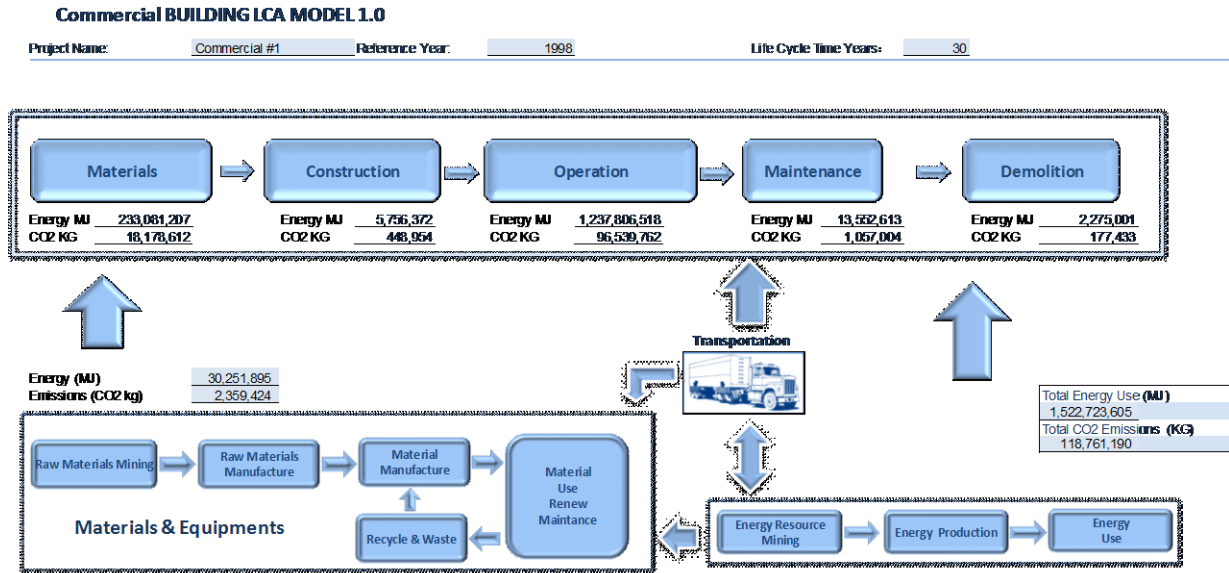 Commercial BUILDING LCA MODEL 1.0
Project Name: Commercial #1 Reference Year: 1998 Life Cycle Time Years: 30
Materials Construction Operation Maintenance Demolition
Energy MJ 233,081,207 Energy MJ 5,756,372 Energy MJ 1,237,806,518 Energy MJ 13,552,613 Energy MJ 2,275,001
CO2 KG 18,178,612 CO2 KG 448,954 CO2 KG 96,539,762 CO2 KG 1,057,004 CO2 KG 177,433
Transportation
Energy (MJ) 30,251,895
Emissions (CO2 kg) 2,359,424
Total Energy Use (MJ)
1,522,723,605
Total CO2 Emissions (KG)
118,761,190
Raw Materials Mining
Raw Materials
Manufacture
Material
Manufacture
Material
Use
Renew
Maintance
Recycle & Waste
Materials & Equipments
Energy Resource
Mining
Energy Production
Energy
Use